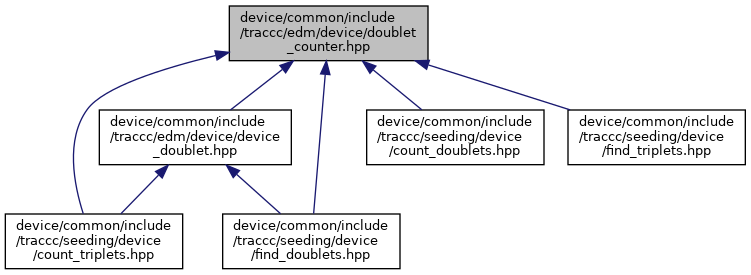 device/common/include
/traccc/edm/device/doublet
_counter.hpp
device/common/include
/traccc/edm/device/device
_doublet.hpp
device/common/include
/traccc/seeding/device
/count_doublets.hpp
device/common/include
/traccc/seeding/device
/find_triplets.hpp
device/common/include
/traccc/seeding/device
/count_triplets.hpp
device/common/include
/traccc/seeding/device
/find_doublets.hpp